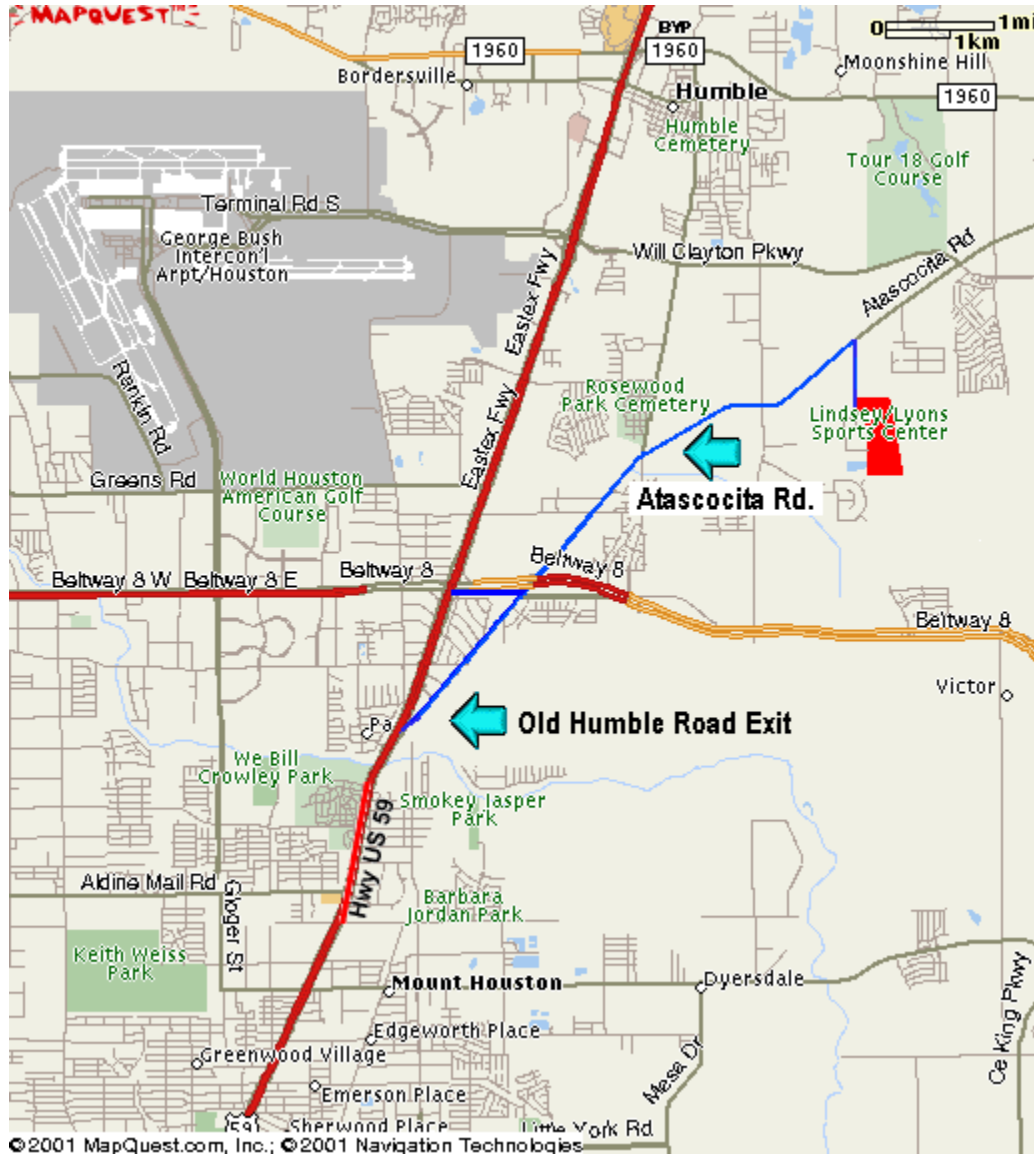 MAPQUEST
BYP
0 1mi
1km
1960
1960
Moonshine Hill
Bordersville
Humble
1960
Humble
Cemetery
Tour 18 Golf
Course
Terminal Rd S
George Bush
Intercon'l
Arpt/Houston
Will Clayton Pkwy
Atascocita Rd
Eastex Fwy
Rankin Rd
Rosewood
Park Cemetery
Eastex Fwy
Lindsey/Lyons
Sports Center
Greens Rd
World Houston
American Golf
Course
Atascocita Rd.
Beltway 8 W
Beltway 8 E
Beltway 8
Beltway 8
Beltway 8
Victor
Pa
Old Humble Road Exit
We Bill
Crowley Park
Smokey Jasper
Park
Hwy US 59
Aldine Mail Rd
Gloger St
Barbara
Jordan Park
Keith Weiss
Park
Mount Houston
Dyersdale
Ce King Pkwy
Edgeworth Place
Greenwood Village
Mesa Dr
Emerson Place
59
Sherwood Place
Little York Rd
©2001 MapQuest.com, Inc.; ©2001 Navigation Technologies